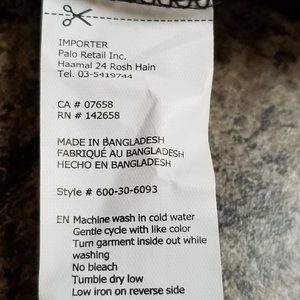 IMPORTER
Palo Retail Inc.
Haamal 24 Rosh Hain
Tel. 03-5419744
CA # 07658
RN # 142658
MADE IN BANGLADESH
FABRIQUÉ AU BANGLADESH
HECHO EN BANGLADESH
Style # 600-30-6093
EN Machine wash in cold water
Gentle cycle with like color
Turn garment inside out while
washing
No bleach
Tumble dry low
Low iron on reverse side